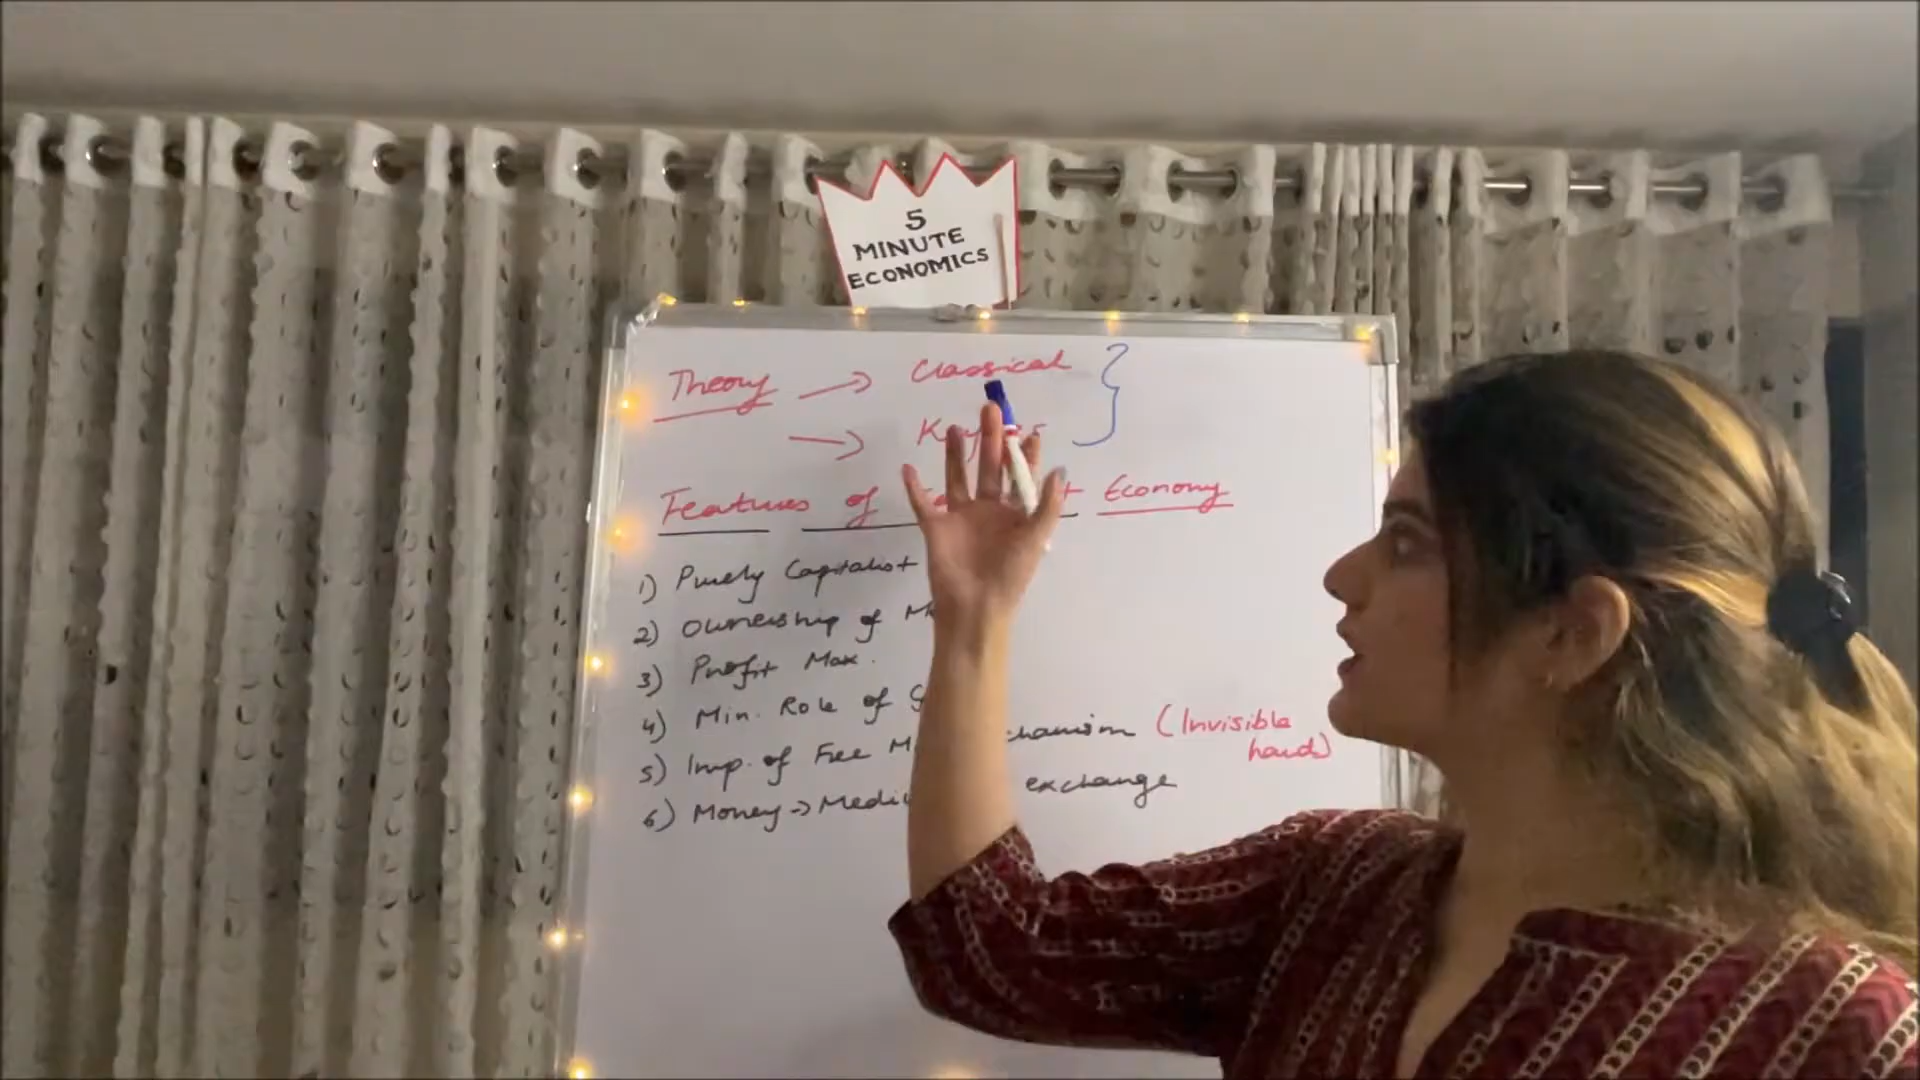 5
MINUTE
ECONOMICS
Theory → Classical }
→
Features of Economy
1) Purely Capitalist
2) Ownership of
3) Profit Max.
4) Min. Role of
5) Imp. of Free (Invisible
hand)
6) Money → exchange